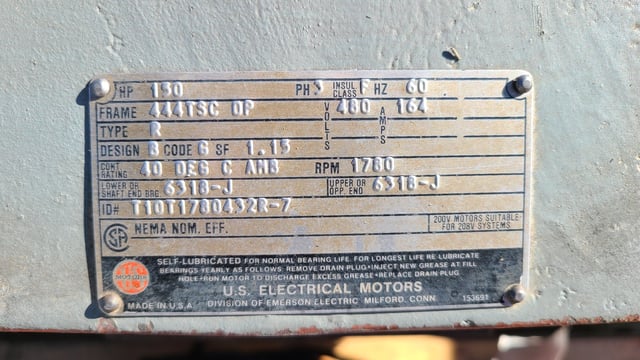 HP 150 PH 3 INSUL CLASS F HZ 60
FRAME 444TSC DP VOLTS 480 AMPS 164
TYPE R
DESIGN B CODE G SF 1.15
CONT RATING 40 DEG C AMB RPM 1780
LOWER OR SHAFT END BRG. 6318-J UPPER OR OPP. END 6318-J
ID# T10T1780432R-7
SP NEMA NOM. EFF. 200V MOTORS SUITABLE FOR 208V SYSTEMS
SELF-LUBRICATED FOR NORMAL BEARING LIFE. FOR LONGEST LIFE RE LUBRICATE
BEARINGS YEARLY AS FOLLOWS: REMOVE DRAIN PLUG•INJECT NEW GREASE AT FILL
HOLE•RUN MOTOR TO DISCHARGE EXCESS GREASE•REPLACE DRAIN PLUG
U.S. ELECTRICAL MOTORS
MOTORS
MADE IN U.S.A. DIVISION OF EMERSON ELECTRIC MILFORD, CONN. 153691